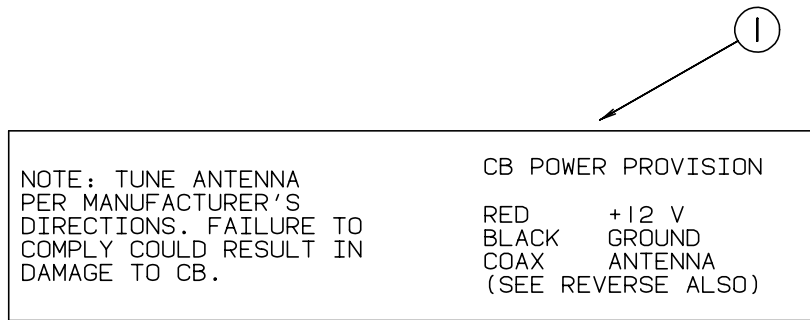 1
NOTE: TUNE ANTENNA
PER MANUFACTURER'S
DIRECTIONS. FAILURE TO
COMPLY COULD RESULT IN
DAMAGE TO CB.
CB POWER PROVISION
RED +12 V
BLACK GROUND
COAX ANTENNA
(SEE REVERSE ALSO)